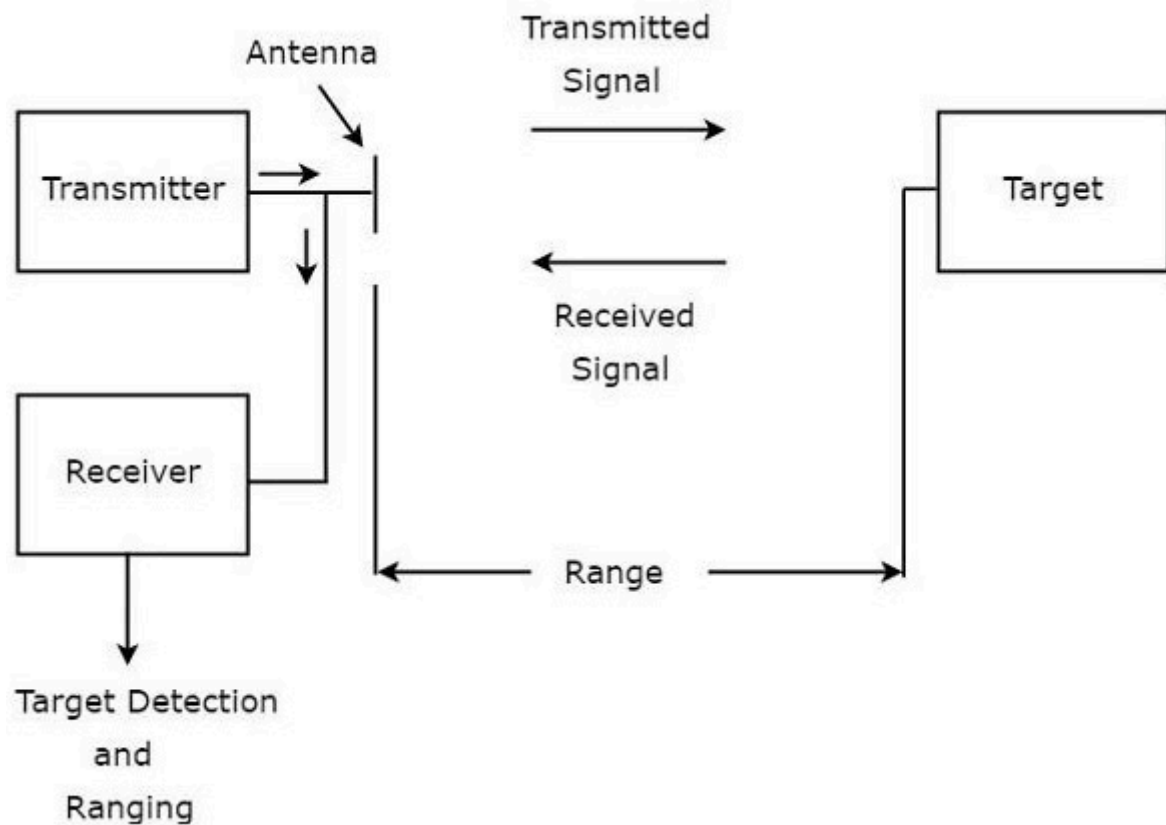 Antenna
Transmitted
Signal
Transmitter
Target
Received
Signal
Receiver
Range
Target Detection
and
Ranging